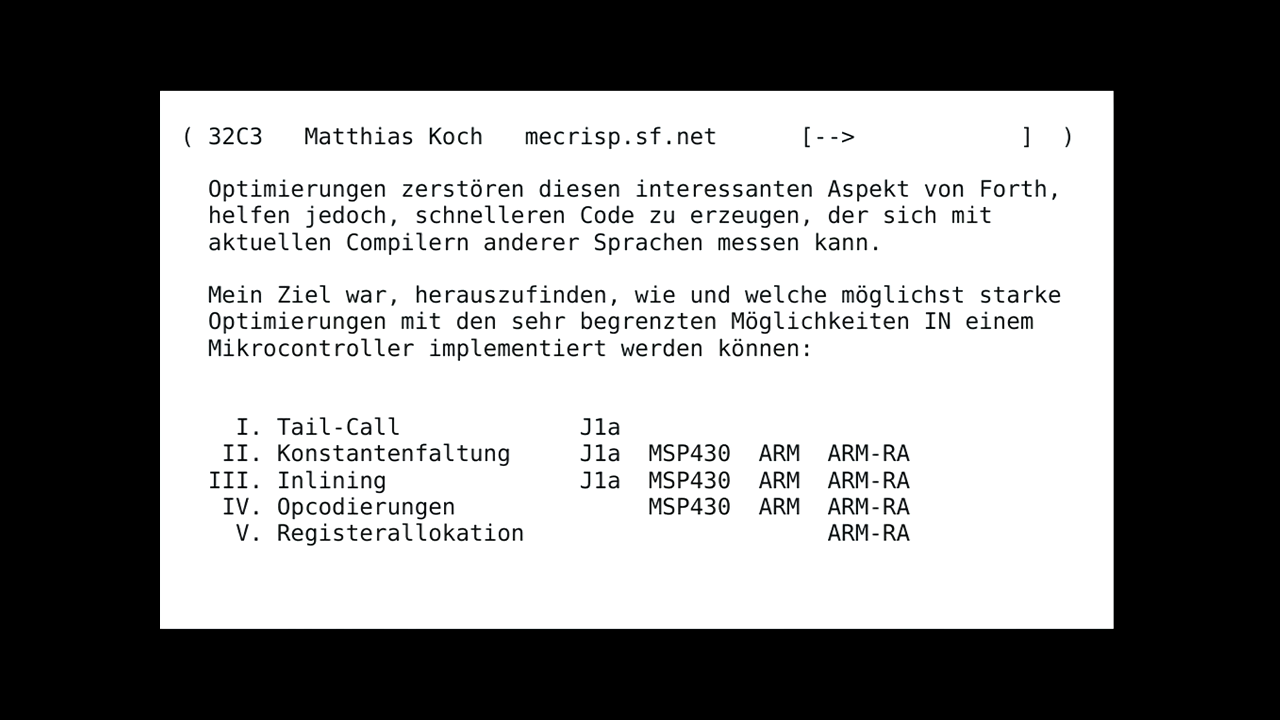 ( 32C3   Matthias Koch   mecrisp.sf.net      [-->            ]  )
Optimierungen zerstören diesen interessanten Aspekt von Forth,
helfen jedoch, schnelleren Code zu erzeugen, der sich mit
aktuellen Compilern anderer Sprachen messen kann.
Mein Ziel war, herauszufinden, wie und welche möglichst starke
Optimierungen mit den sehr begrenzten Möglichkeiten IN einem
Mikrocontroller implementiert werden können:
I. Tail-Call             J1a
II. Konstantenfaltung     J1a  MSP430  ARM  ARM-RA
III. Inlining              J1a  MSP430  ARM  ARM-RA
IV. Opcodierungen              MSP430  ARM  ARM-RA
V. Registerallokation                      ARM-RA